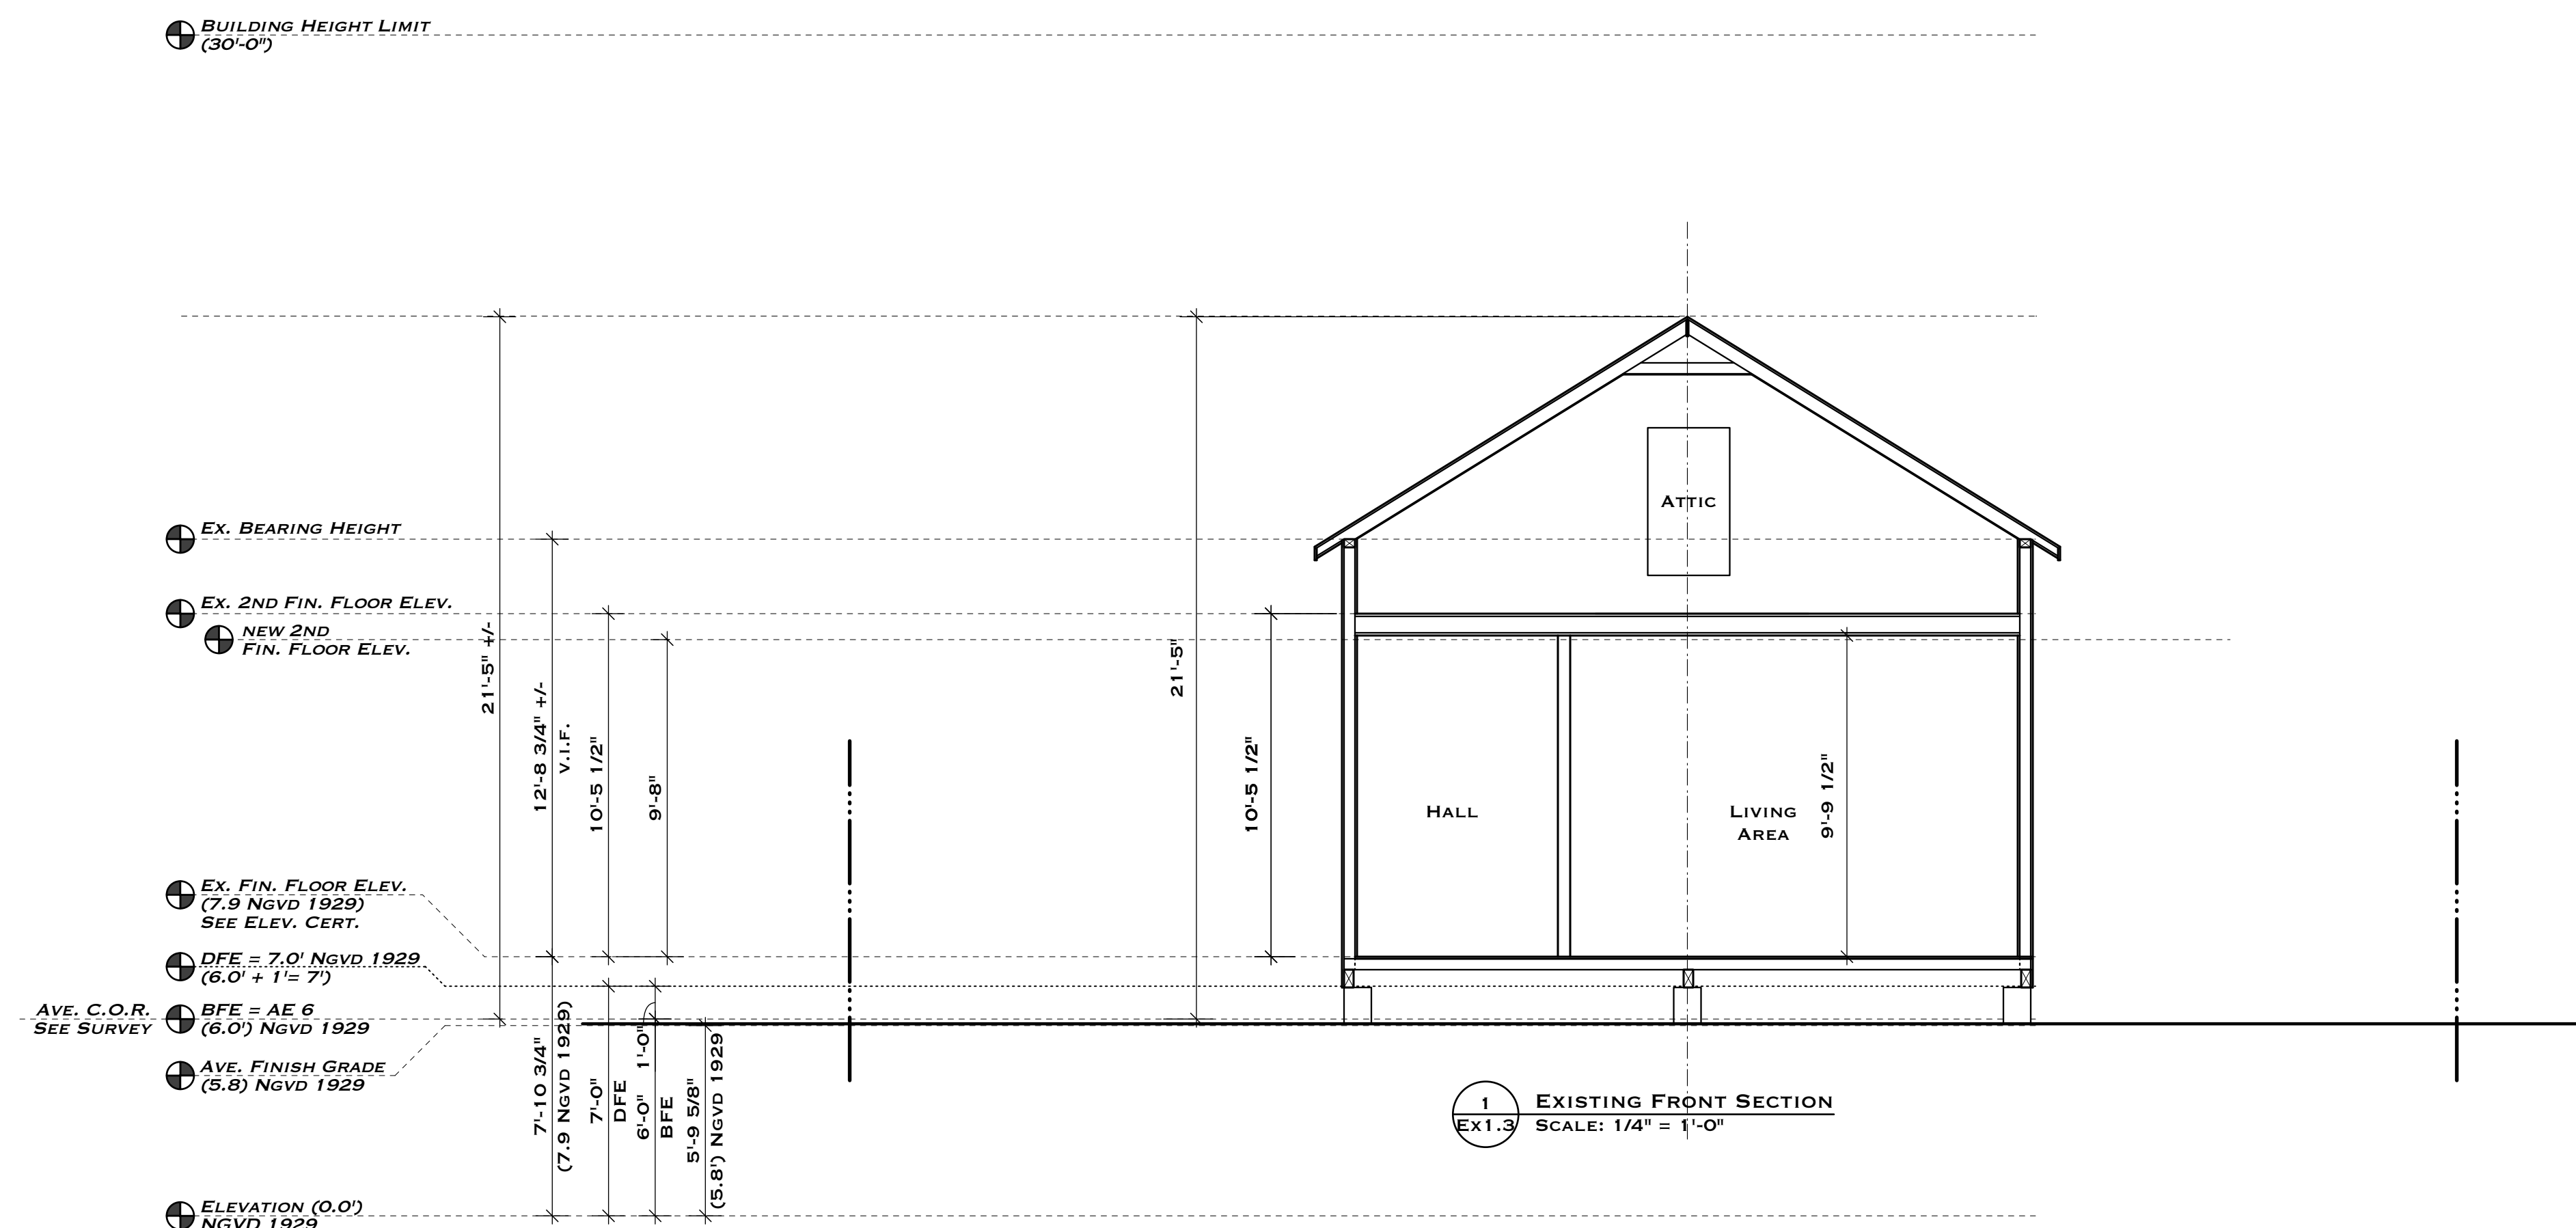 BUILDING HEIGHT LIMIT
(30'-0")
EX. BEARING HEIGHT
EX. 2ND FIN. FLOOR ELEV.
NEW 2ND
FIN. FLOOR ELEV.
EX. FIN. FLOOR ELEV.
(7.9 NGVD 1929)
SEE ELEV. CERT.
DFE = 7.0' NGVD 1929
(6.0' + 1'= 7')
AVE. C.O.R.
SEE SURVEY
BFE = AE 6
(6.0') NGVD 1929
AVE. FINISH GRADE
(5.8) NGVD 1929
ELEVATION (0.0')
NGVD 1929
21'-5" +/-
12'-8 3/4" +/-
V.I.F.
10'-5 1/2"
9'-8"
7'-10 3/4"
(7.9 NGVD 1929)
7'-0"
DFE
6'-0"
1'-0"
BFE
5'-9 5/8"
(5.8') NGVD 1929
21'-5"
10'-5 1/2"
ATTIC
HALL
LIVING
AREA
9'-9 1/2"
1
EX1.3
EXISTING FRONT SECTION
SCALE: 1/4" = 1'-0"